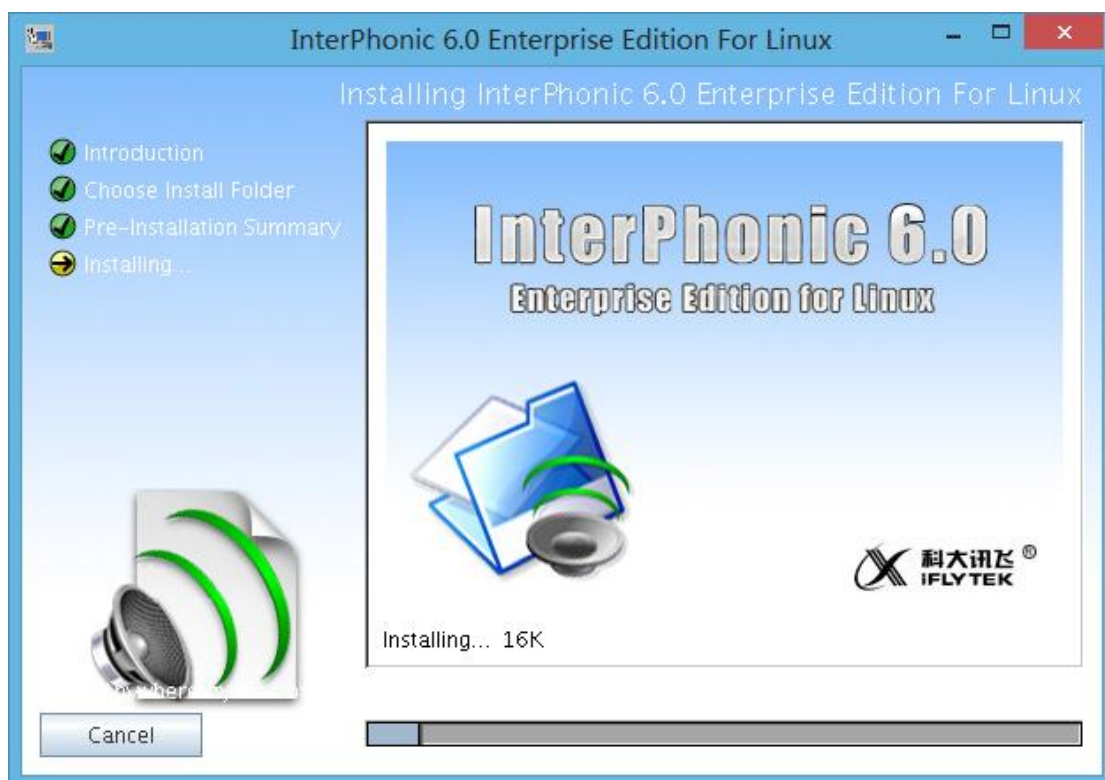 InterPhonic 6.0 Enterprise Edition For Linux
Installing InterPhonic 6.0 Enterprise Edition For Linux
Introduction
Choose Install Folder
Pre-Installation Summary
Installing...
InterPhonic 6.0
Enterprise Edition for Linux
科大讯飞®
iFLYTEK
Installing... 16K
Cancel